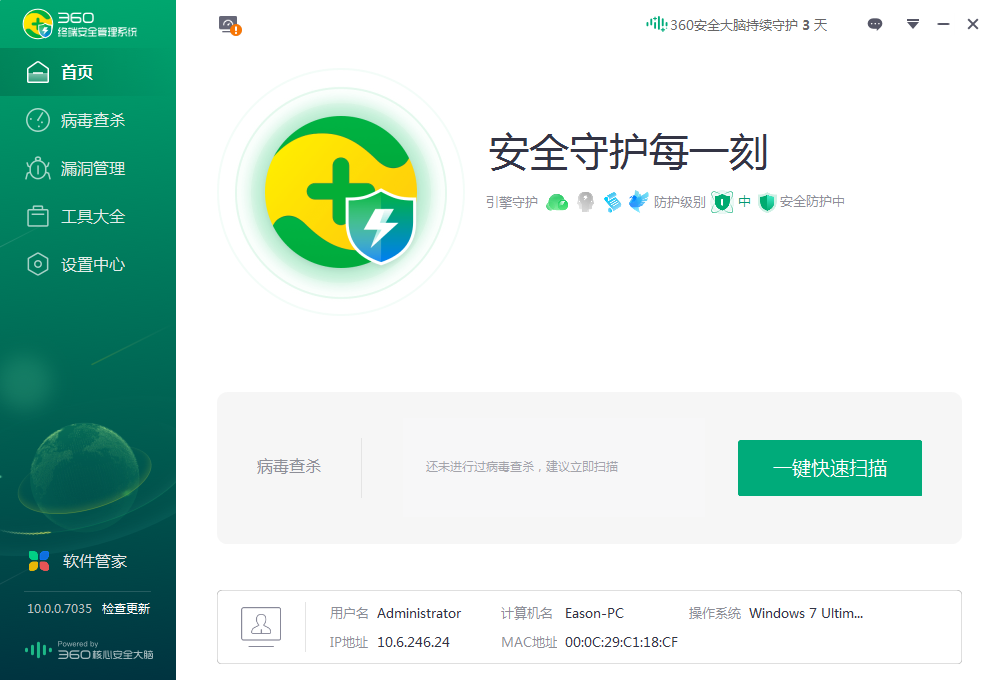 360
终端安全管理系统
首页
病毒查杀
漏洞管理
工具大全
设置中心
软件管家
10.0.0.7035 检查更新
Powered by
360核心安全大脑
360安全大脑持续守护 3 天
安全守护每一刻
引擎守护 防护级别 中 安全防护中
病毒查杀
还未进行过病毒查杀，建议立即扫描
一键快速扫描
用户名 Administrator 计算机名 Eason-PC 操作系统 Windows 7 Ultim...
IP地址 10.6.246.24 MAC地址 00:0C:29:C1:18:CF